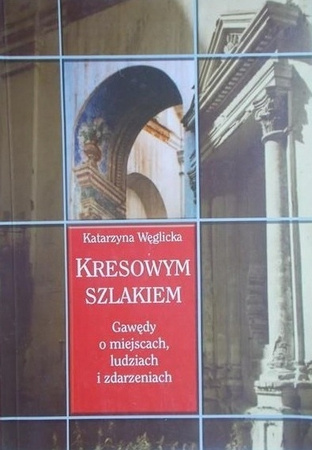 Katarzyna Węglicka
KRESOWYM
SZLAKIEM
Gawędy
o miejscach,
ludziach
i zdarzeniach